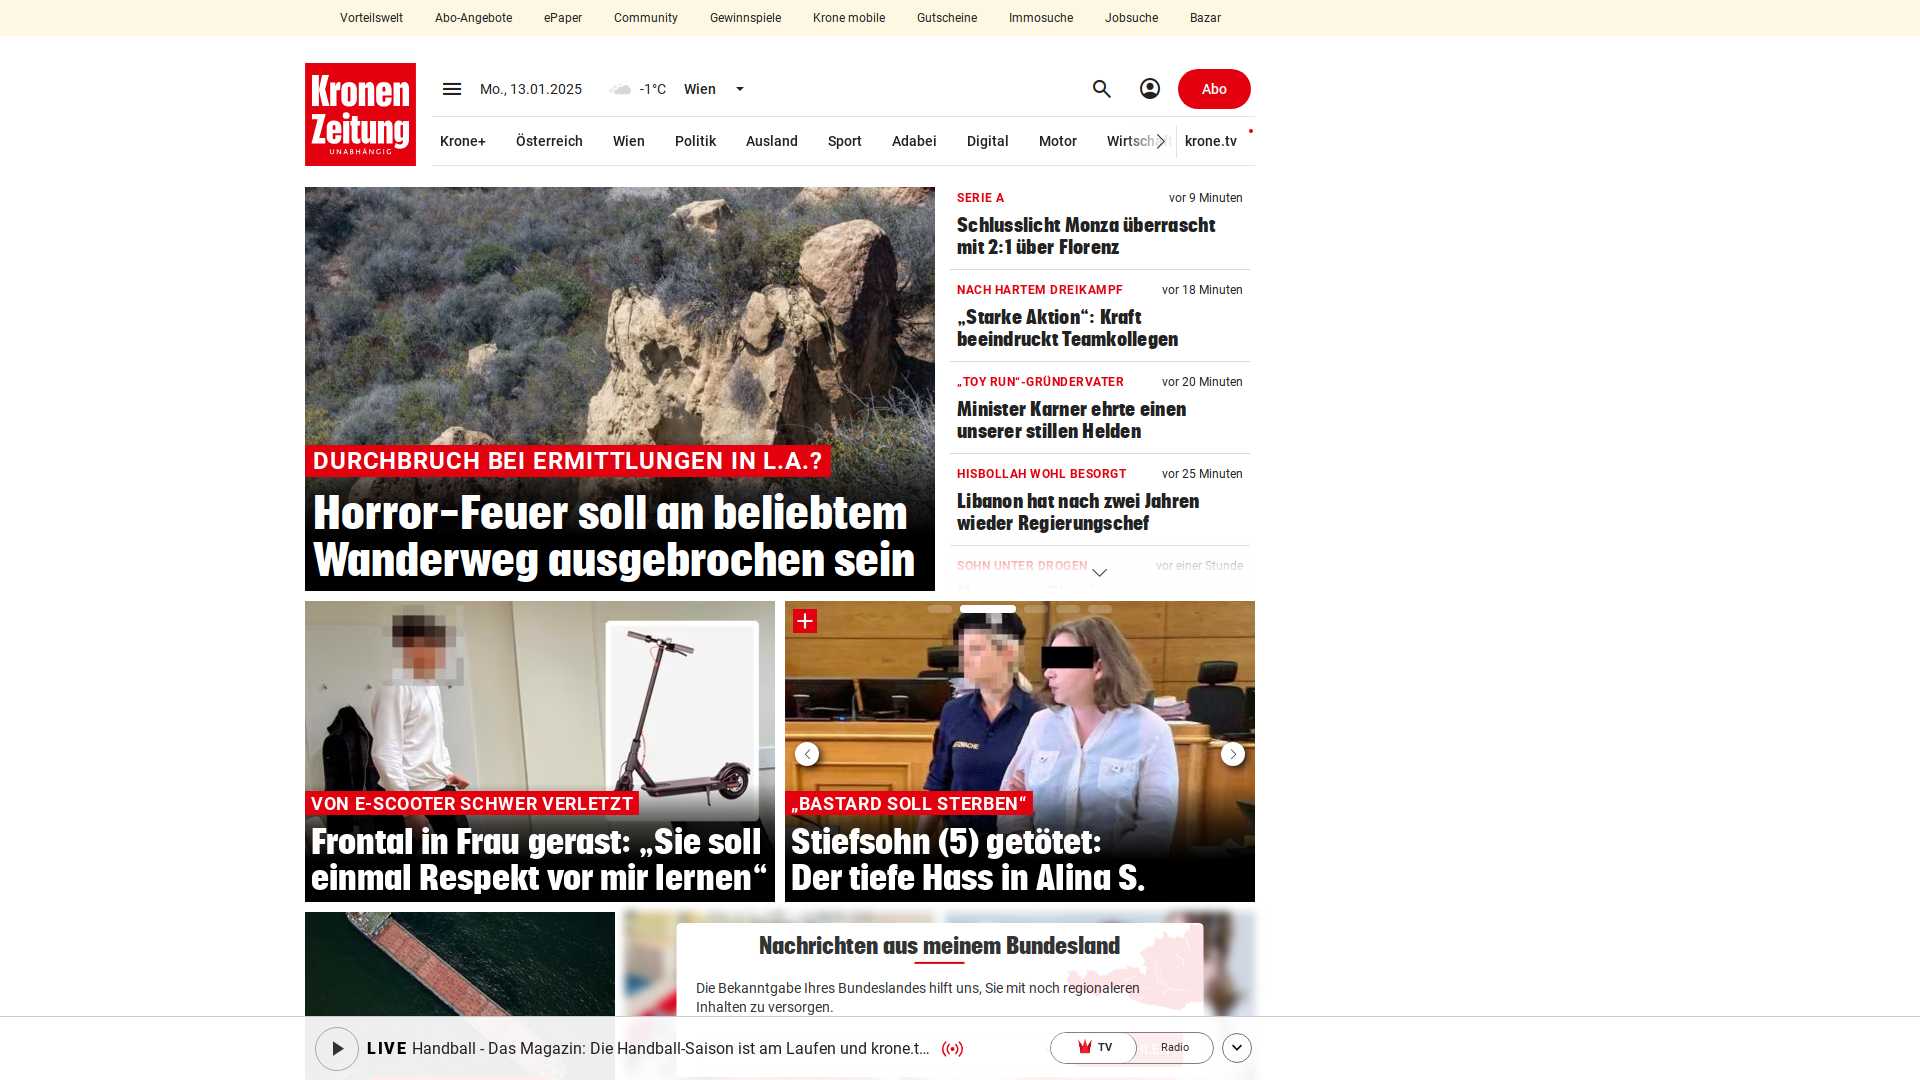 Vorteilswelt Abo-Angebote ePaper Community Gewinnspiele Krone mobile Gutscheine Immosuche Jobsuche Bazar
Kronen
Zeitung
UNABHÄNGIG
Mo., 13.01.2025 -1°C Wien Abo
Krone+ Österreich Wien Politik Ausland Sport Adabei Digital Motor Wirtschaft krone.tv
DURCHBRUCH BEI ERMITTLUNGEN IN L.A.?
Horror-Feuer soll an beliebtem
Wanderweg ausgebrochen sein
SERIE A vor 9 Minuten
Schlusslicht Monza überrascht
mit 2:1 über Florenz
NACH HARTEM DREIKAMPF vor 18 Minuten
„Starke Aktion“: Kraft
beeindruckt Teamkollegen
„TOY RUN“-GRÜNDERVATER vor 20 Minuten
Minister Karner ehrte einen
unserer stillen Helden
HISBOLLAH WOHL BESORGT vor 25 Minuten
Libanon hat nach zwei Jahren
wieder Regierungschef
SOHN UNTER DROGEN vor einer Stunde
VON E-SCOOTER SCHWER VERLETZT
Frontal in Frau gerast: „Sie soll
einmal Respekt vor mir lernen“
„BASTARD SOLL STERBEN“
Stiefsohn (5) getötet:
Der tiefe Hass in Alina S.
Nachrichten aus meinem Bundesland
Die Bekanntgabe Ihres Bundeslandes hilft uns, Sie mit noch regionaleren
Inhalten zu versorgen.
LIVE Handball - Das Magazin: Die Handball-Saison ist am Laufen und krone.t… TV Radio